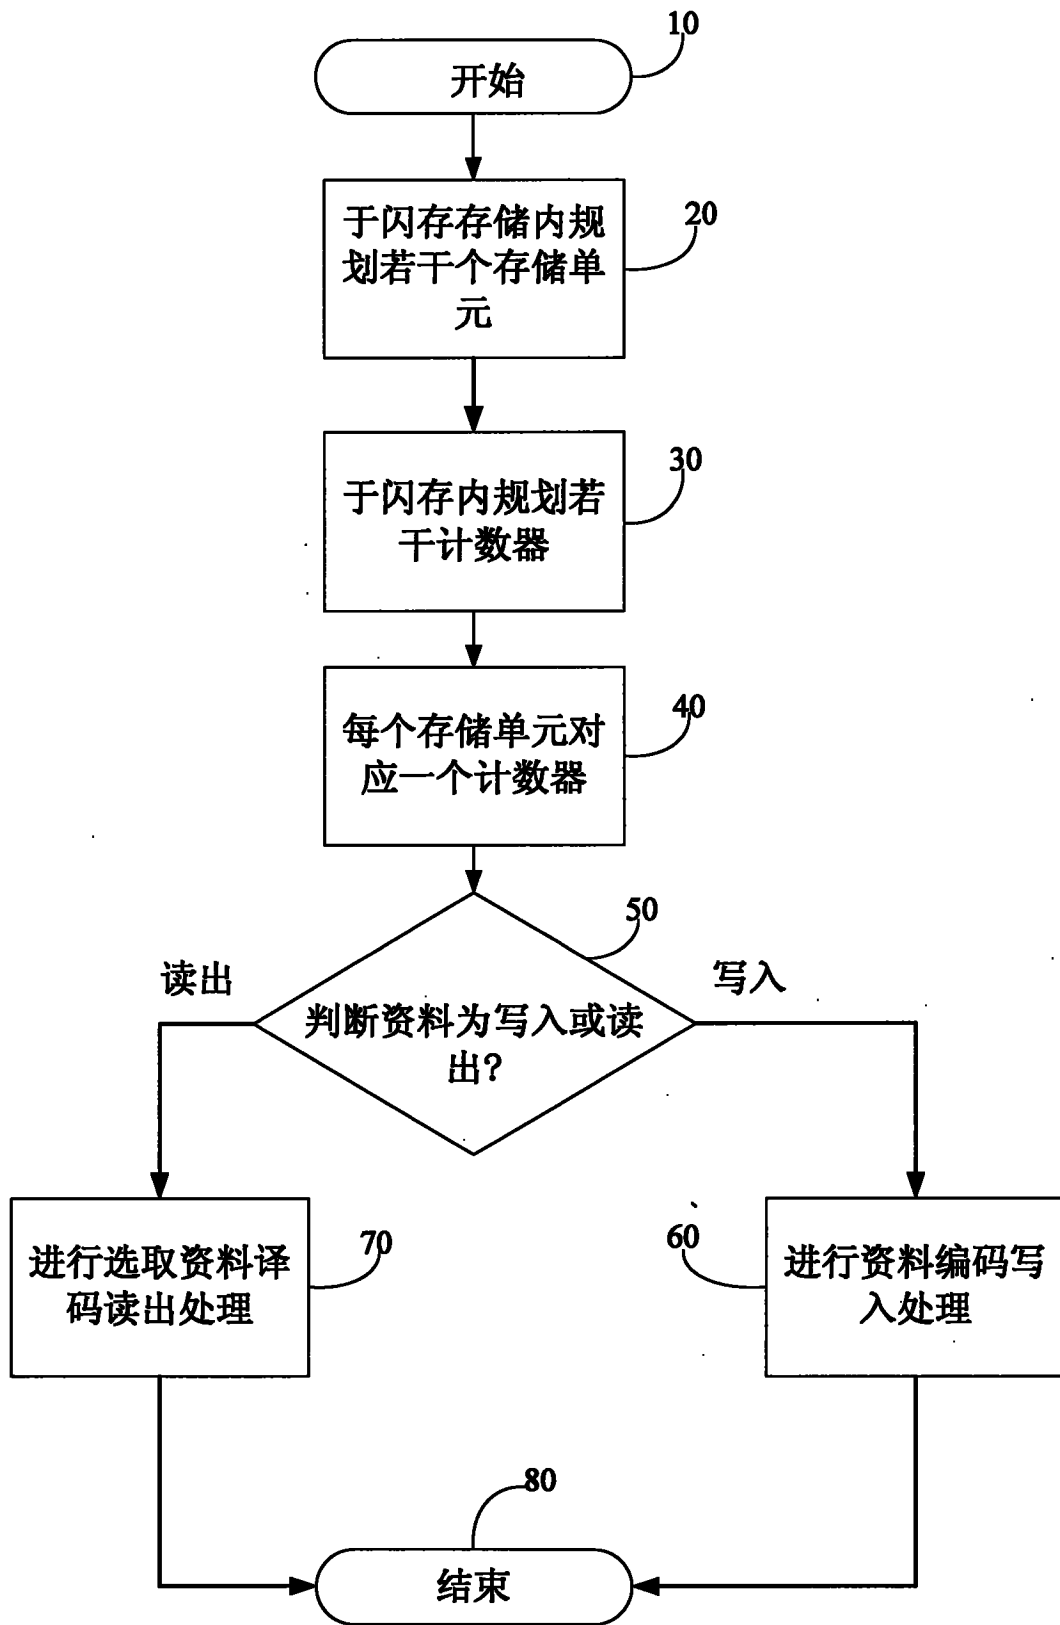 10
开始
20
于闪存存储内规
划若干个存储单
元
30
于闪存内规划若
干计数器
40
每个存储单元对
应一个计数器
50
读出
写入
判断资料为写入或读
出?
70
进行选取资料译
码读出处理
60
进行资料编码写
入处理
80
结束